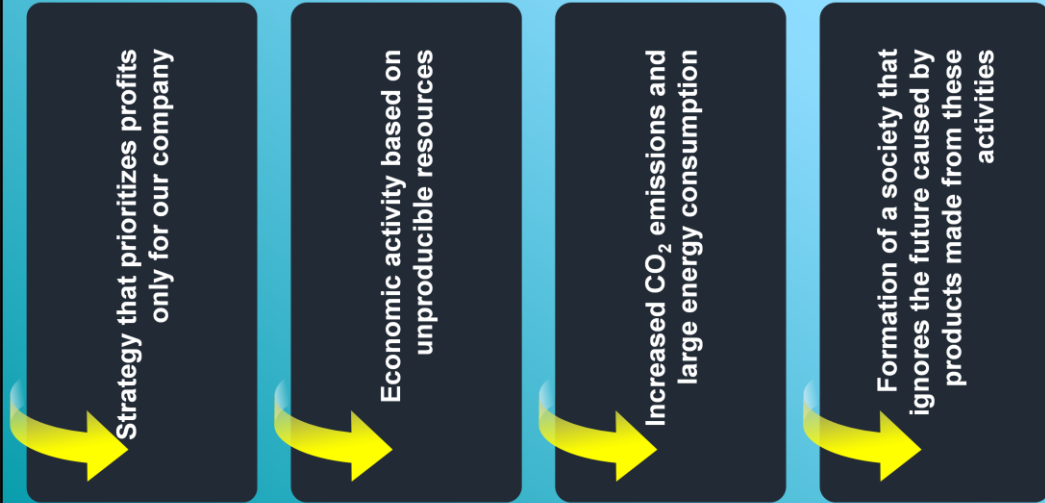 Strategy that prioritizes profits
only for our company
Economic activity based on
unproducible resources
Increased CO₂ emissions and
large energy consumption
Formation of a society that
ignores the future caused by
products made from these
activities